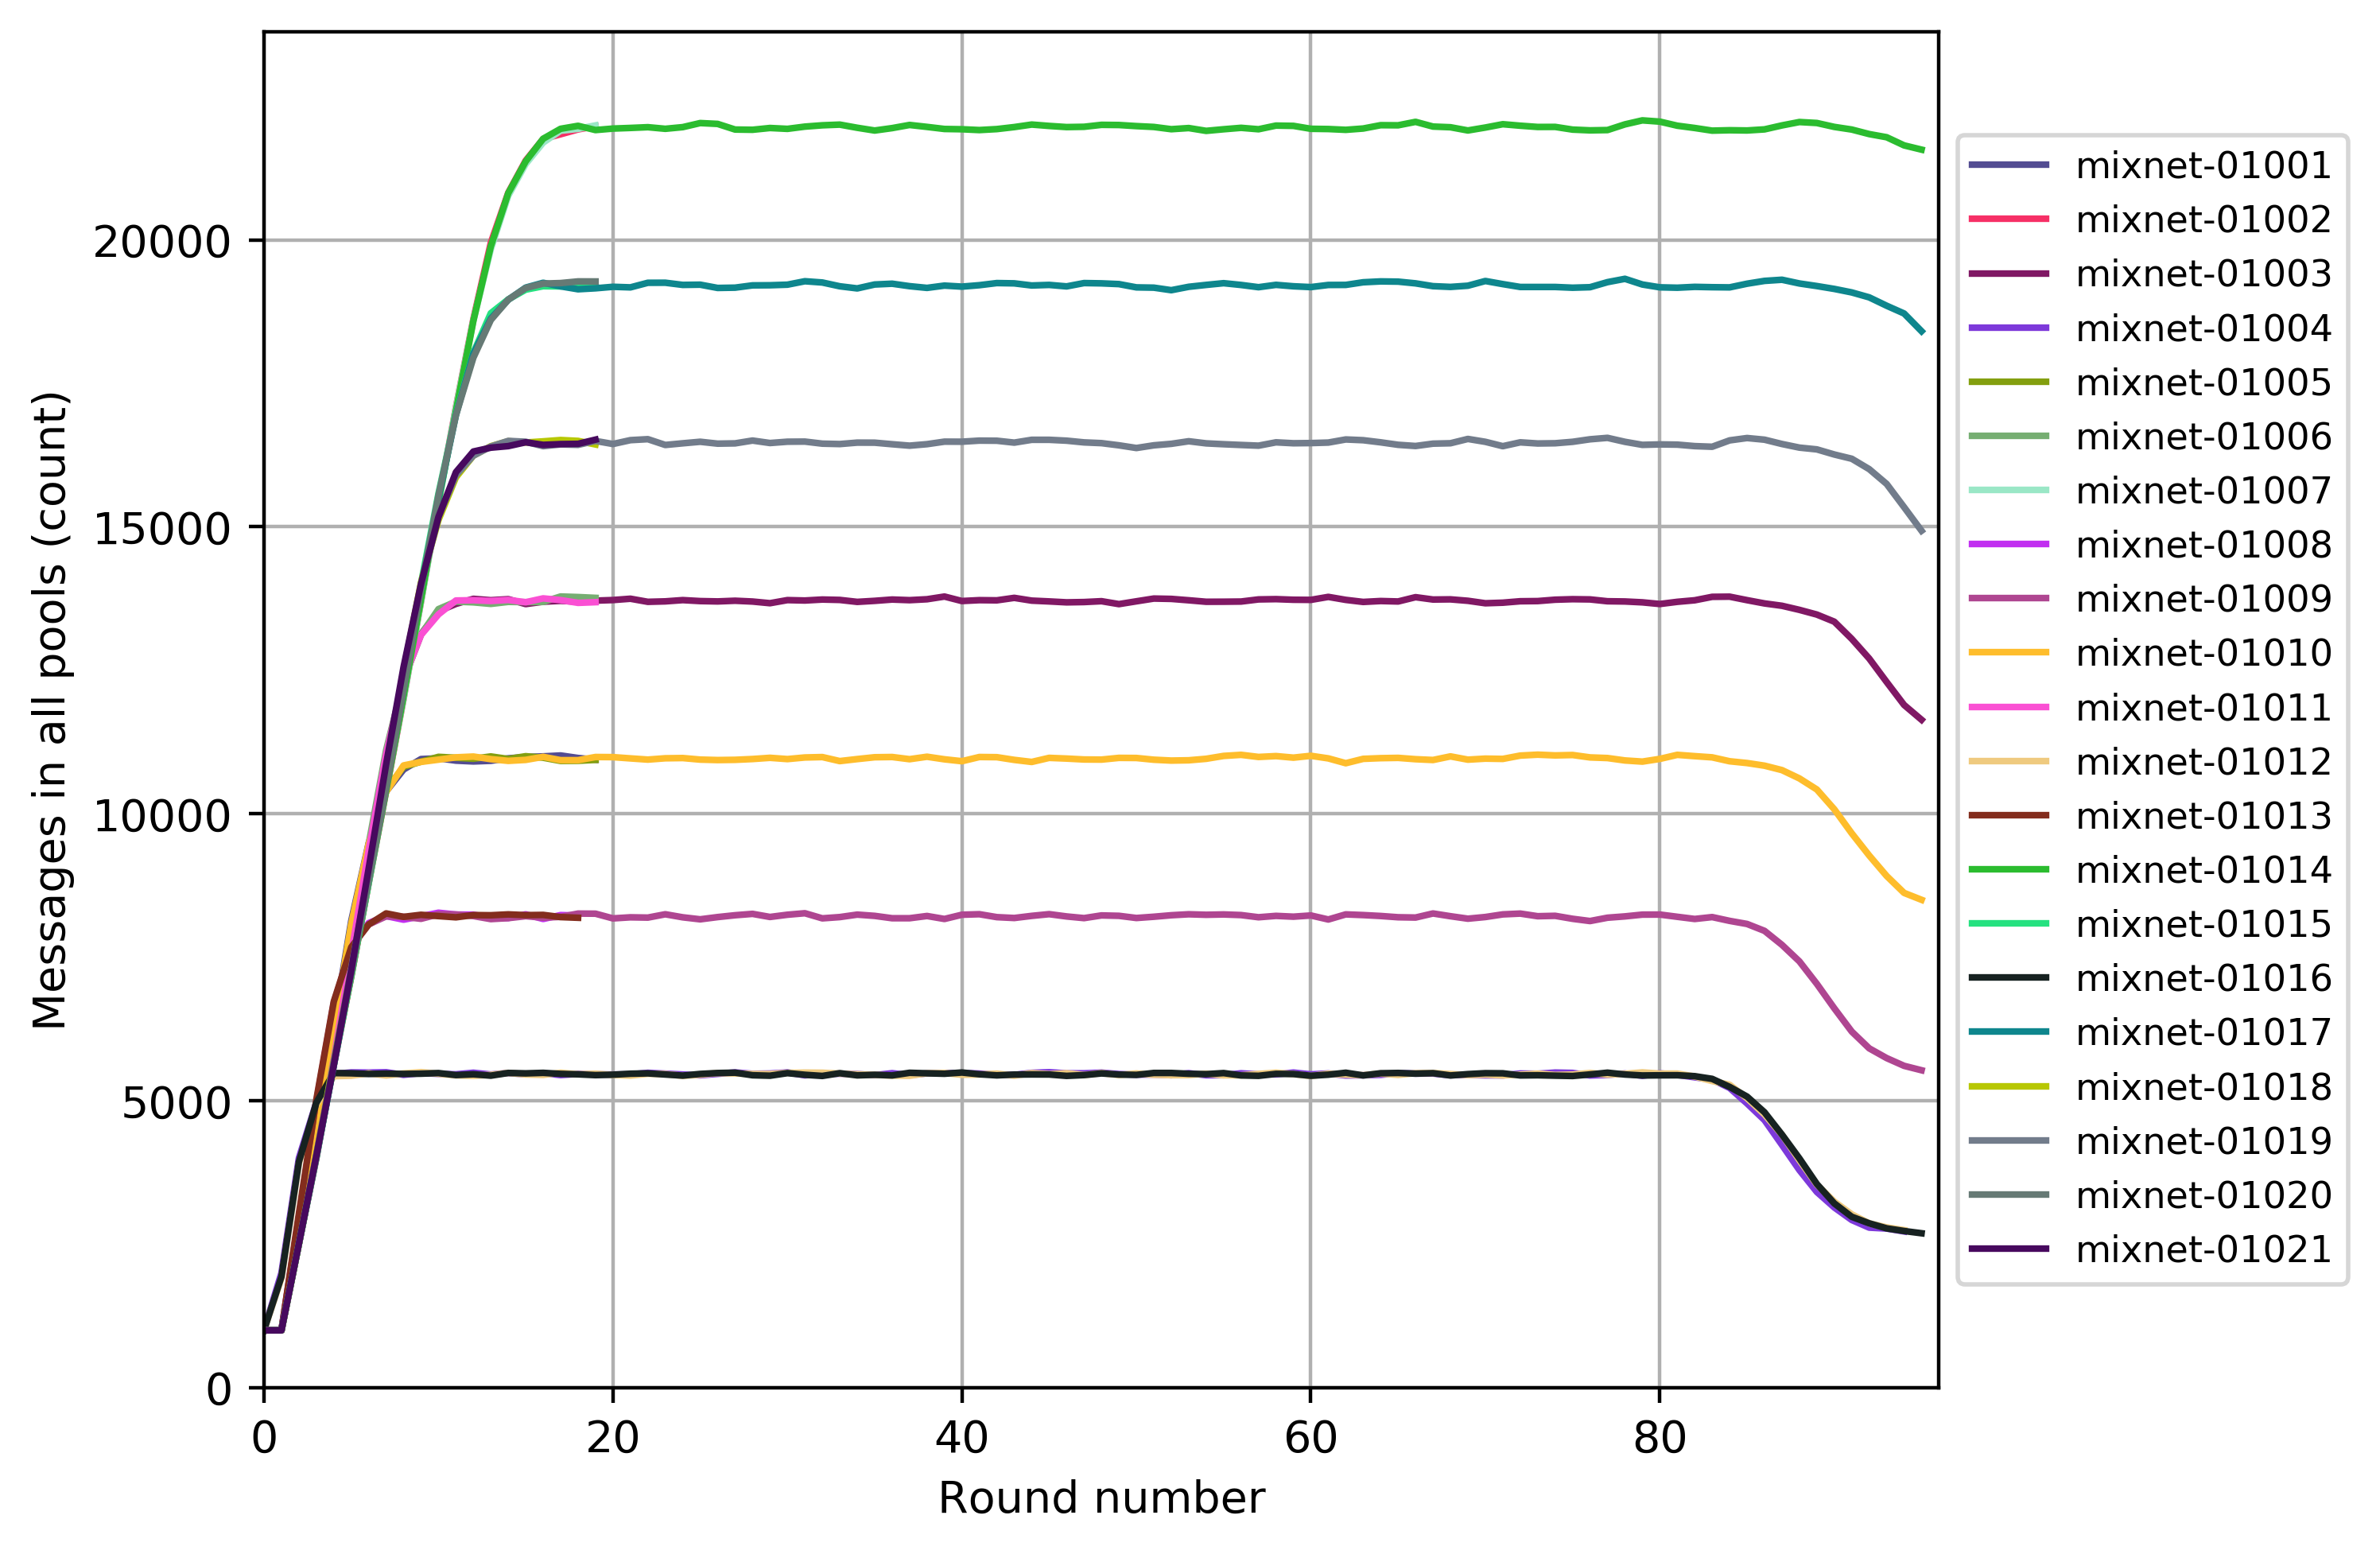 Messages in all pools (count)
20000
15000
10000
5000
0
0 20 40 60 80
Round number
mixnet-01001
mixnet-01002
mixnet-01003
mixnet-01004
mixnet-01005
mixnet-01006
mixnet-01007
mixnet-01008
mixnet-01009
mixnet-01010
mixnet-01011
mixnet-01012
mixnet-01013
mixnet-01014
mixnet-01015
mixnet-01016
mixnet-01017
mixnet-01018
mixnet-01019
mixnet-01020
mixnet-01021